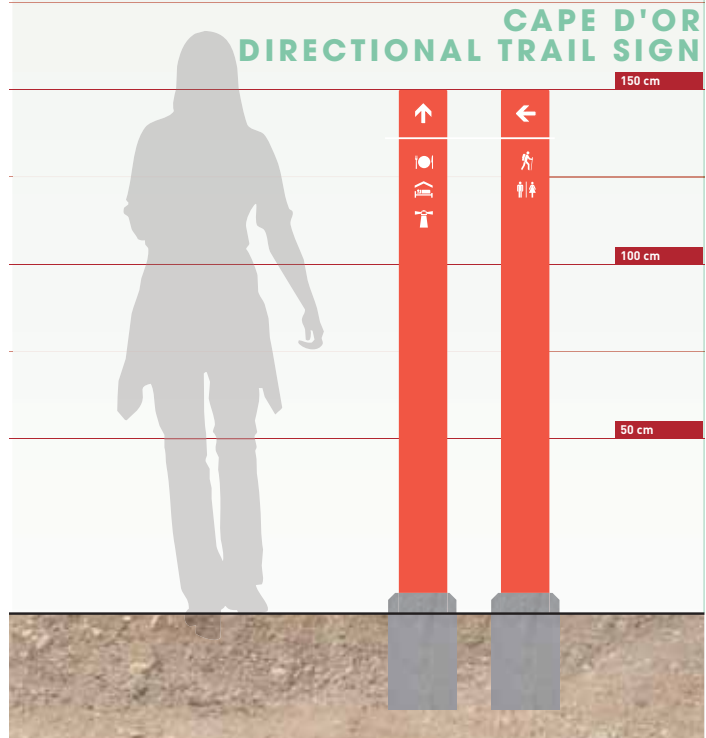 CAPE D'OR
DIRECTIONAL TRAIL SIGN
150 cm
100 cm
50 cm